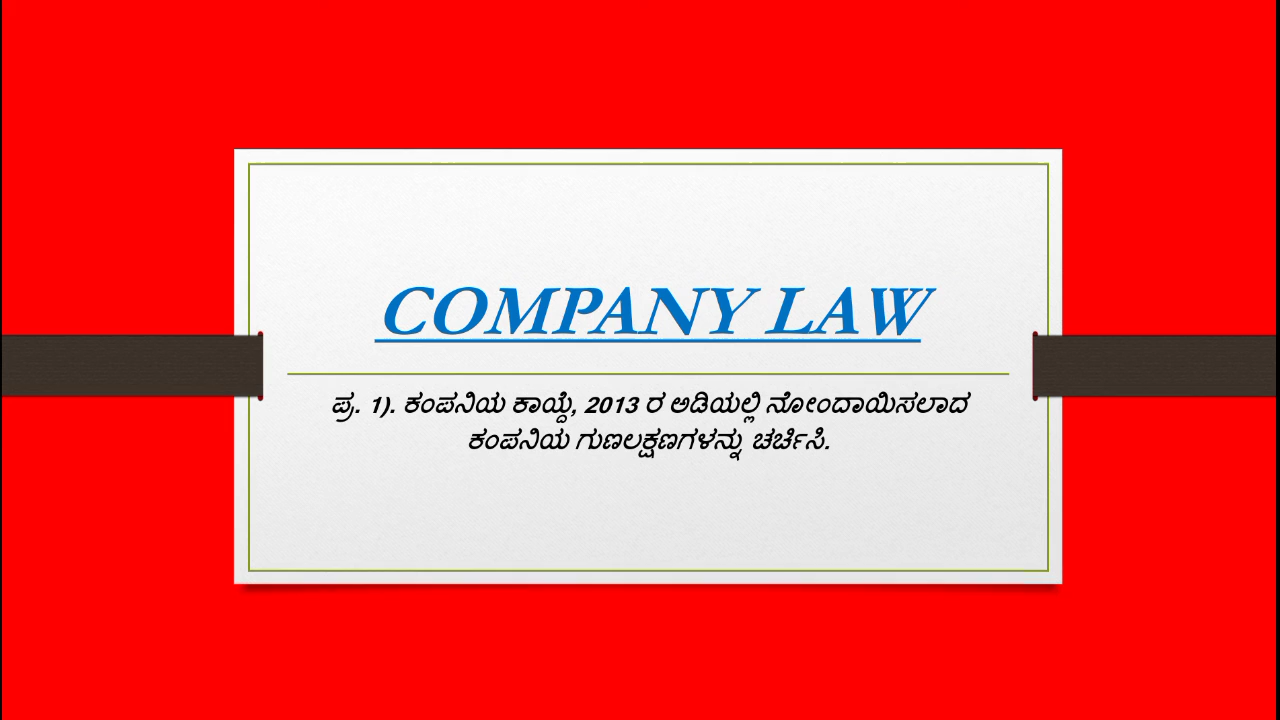 COMPANY LAW
ಪ್ರ. 1). ಕಂಪನಿಯ ಕಾಯ್ದೆ, 2013 ರ ಅಡಿಯಲ್ಲಿ ನೋಂದಾಯಿಸಲಾದ
ಕಂಪನಿಯ ಗುಣಲಕ್ಷಣಗಳನ್ನು ಚರ್ಚಿಸಿ.